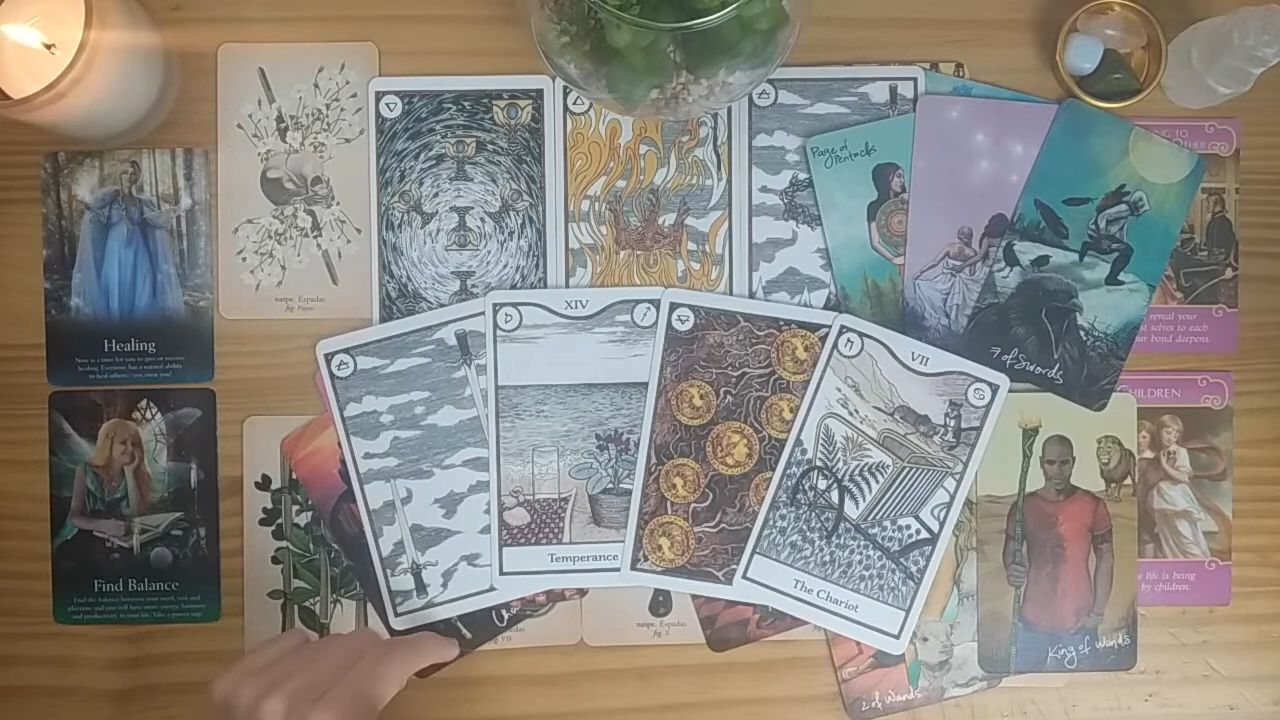 Healing
Now is a time for you to give or receive
healing. Everyone has a natural ability
to heal others – yes, even you!
Find Balance
Find the balance between your work, rest and
playtime and you will have more energy, harmony
and productivity in your life. Take a power-nap.
naipe. Espadas
Page of
Pentacles
7 of Swords
reveal your
selves to each
ur bond deepens.
CHILDREN
e life is being
by children.
XIV
Temperance
VII
The Chariot
naipe. Espadas
fig. X
fig. VII
2 of Wands
King of Wands